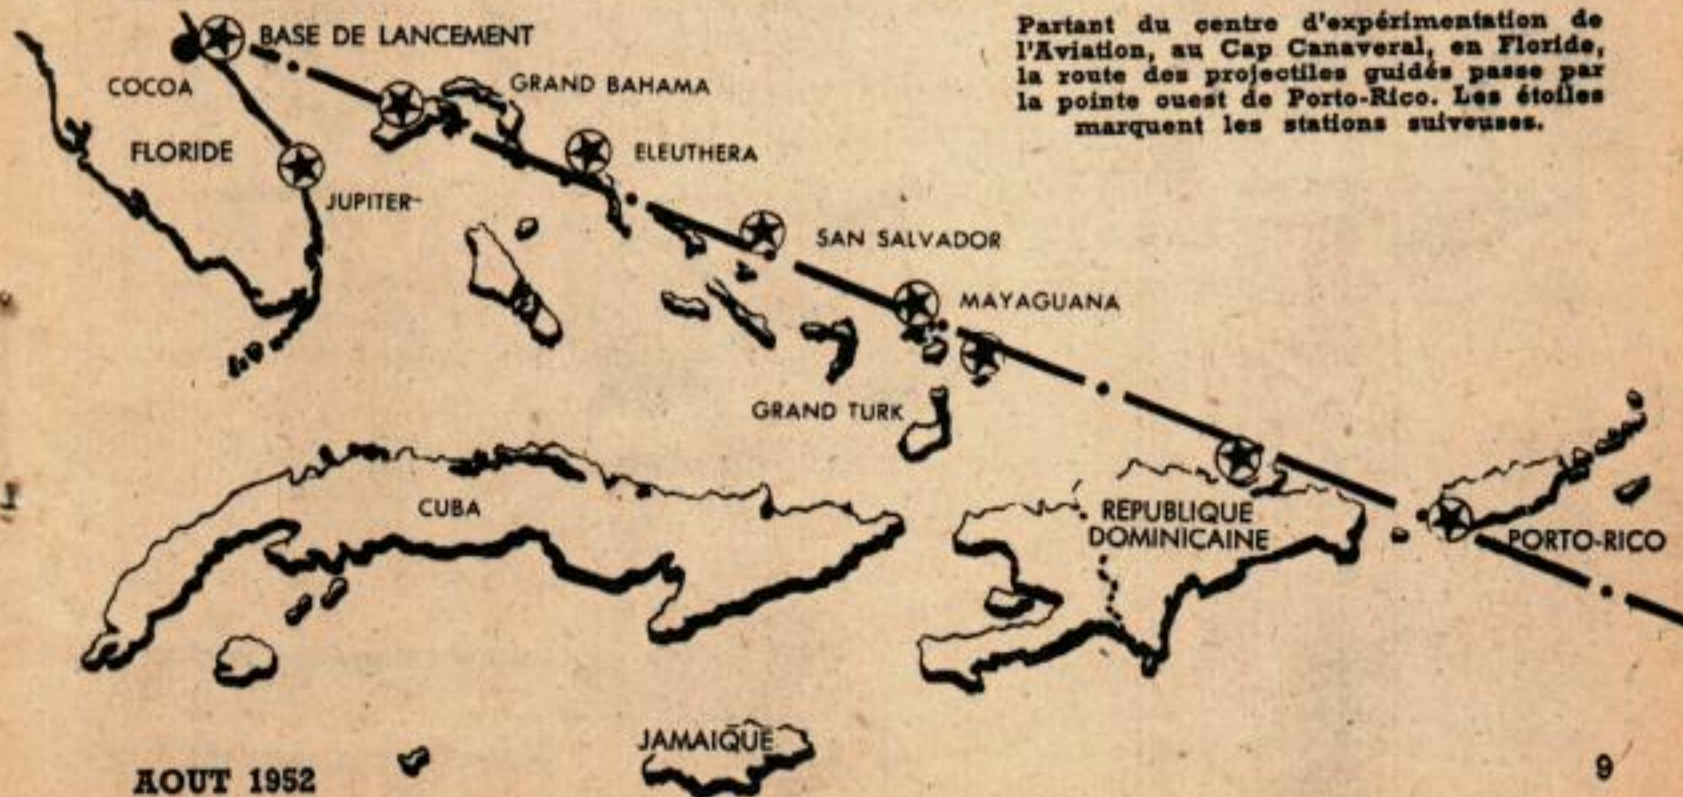 Partant du centre d'expérimentation de
l'Aviation, au Cap Canaveral, en Floride,
la route des projectiles guidés passe par
la pointe ouest de Porto-Rico. Les étoiles
marquent les stations suiveuses.
BASE DE LANCEMENT
COCOA
GRAND BAHAMA
FLORIDE
ELEUTHERA
JUPITER
SAN SALVADOR
MAYAGUANA
GRAND TURK
CUBA
REPUBLIQUE
DOMINICAINE
PORTO-RICO
JAMAIQUE
AOUT 1952
9